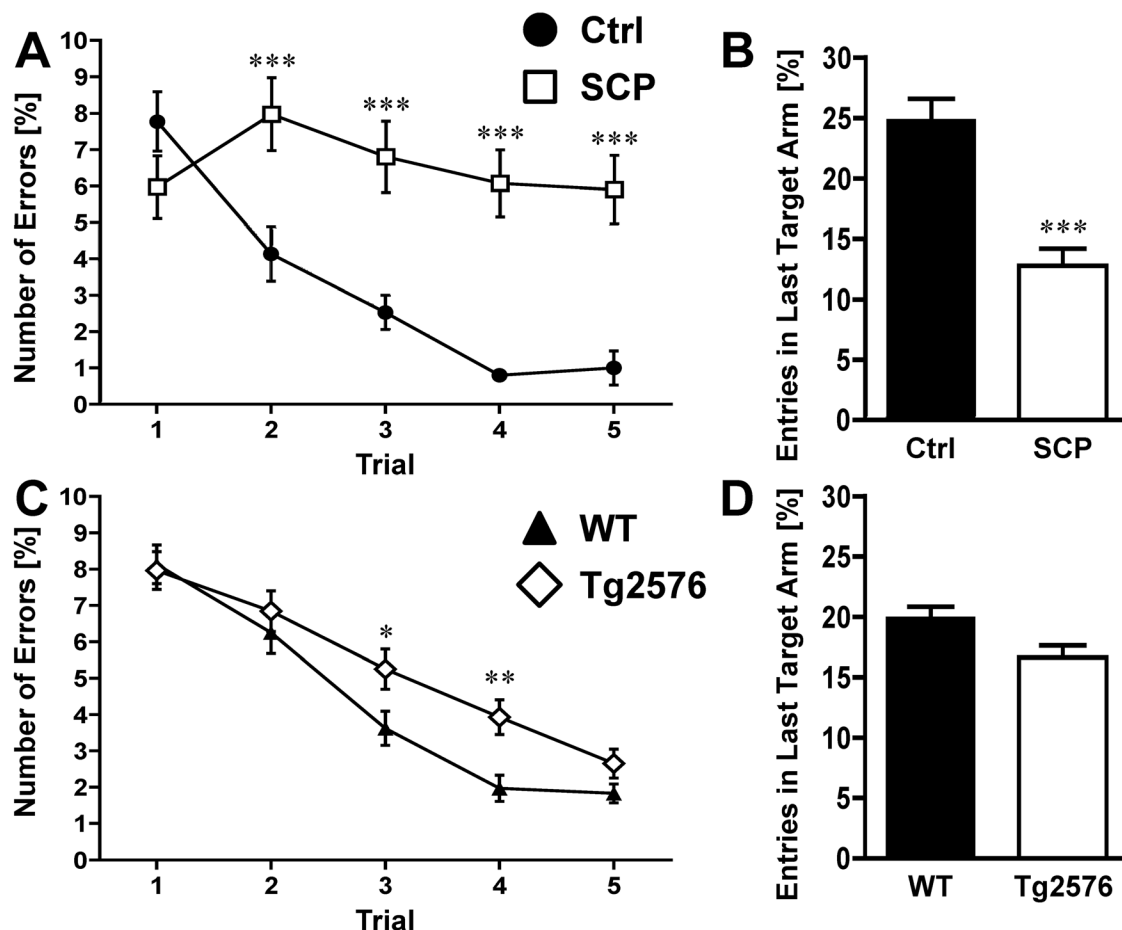 A
Ctrl
SCP
Number of Errors [%]
10
9
8
7
6
5
4
3
2
1
0
***
***
***
***
1 2 3 4 5
Trial
B
Entries in Last Target Arm [%]
30
25
20
15
10
5
0
***
Ctrl SCP
C
WT
Tg2576
Number of Errors [%]
10
9
8
7
6
5
4
3
2
1
0
*
**
1 2 3 4 5
Trial
D
Entries in Last Target Arm [%]
30
25
20
15
10
5
0
WT Tg2576